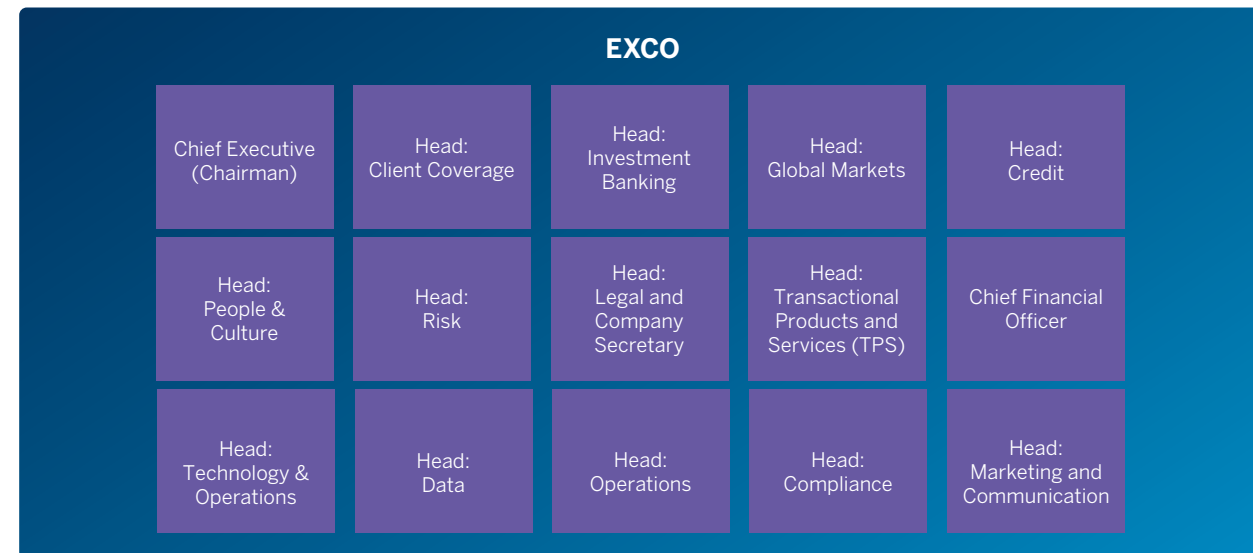 EXCO
Chief Executive
(Chairman)
Head:
Client Coverage
Head:
Investment
Banking
Head:
Global Markets
Head:
Credit
Head:
People &
Culture
Head:
Risk
Head:
Legal and
Company
Secretary
Head:
Transactional
Products and
Services (TPS)
Chief Financial
Officer
Head:
Technology &
Operations
Head:
Data
Head:
Operations
Head:
Compliance
Head:
Marketing and
Communication